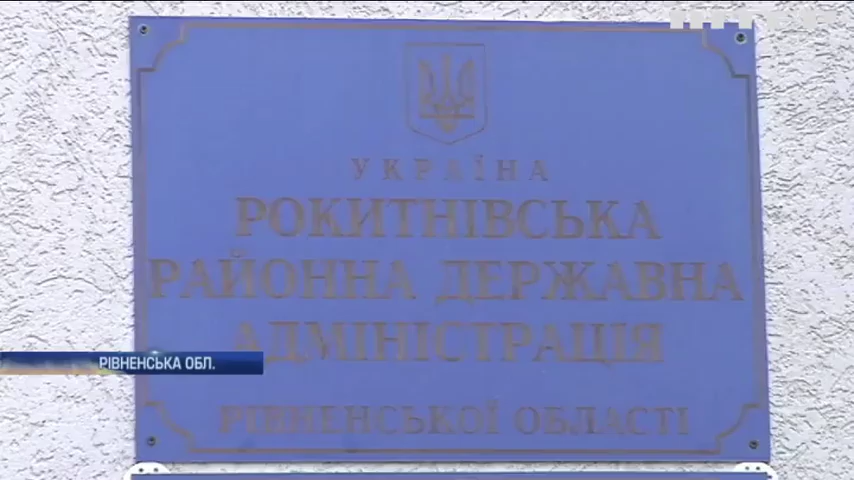 УКРАЇНА
РОКИТНІВСЬКА
РАЙОННА ДЕРЖАВНА
АДМІНІСТРАЦІЯ
РІВНЕНСЬКА ОБЛ.
РІВНЕНСЬКОЇ ОБЛАСТІ